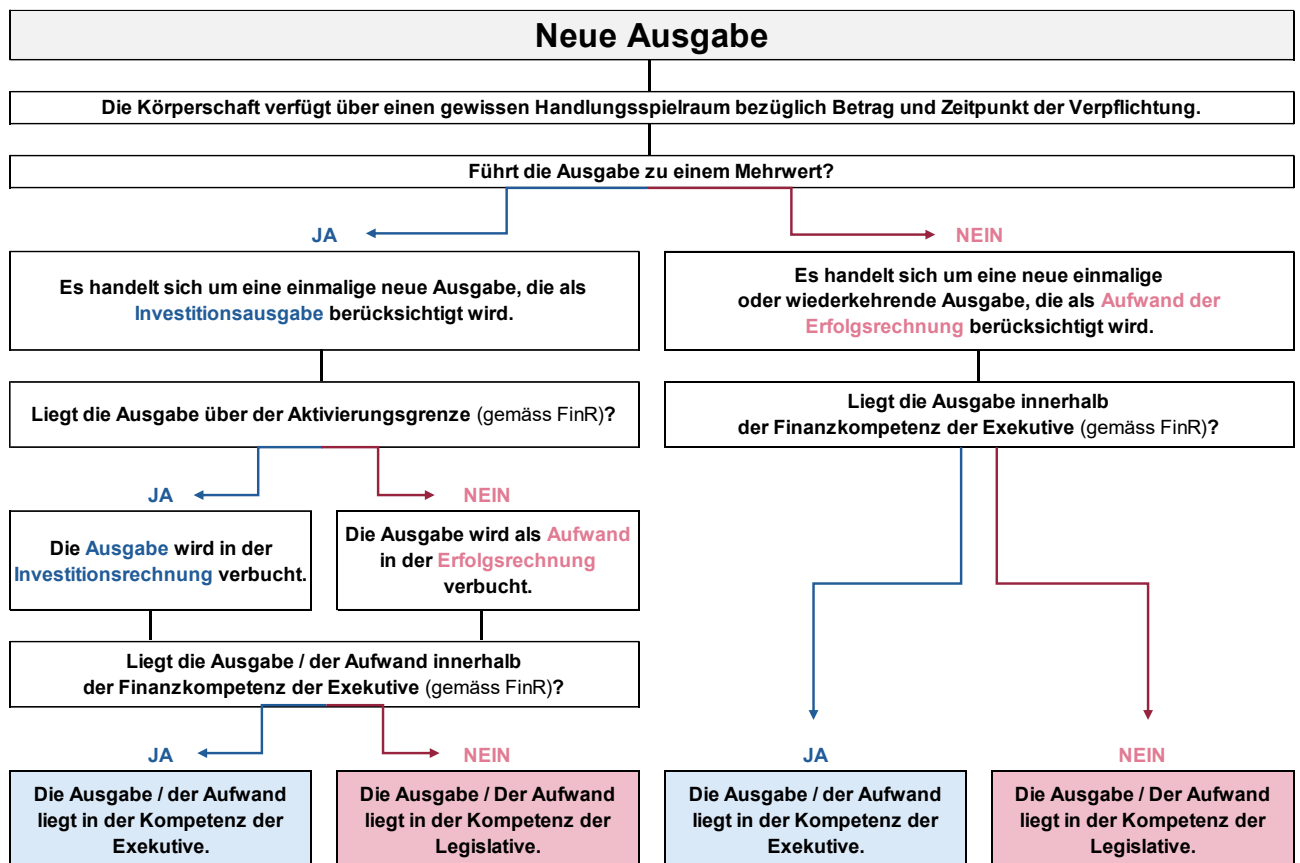 Neue Ausgabe
Die Körperschaft verfügt über einen gewissen Handlungsspielraum bezüglich Betrag und Zeitpunkt der Verpflichtung.
Führt die Ausgabe zu einem Mehrwert?
JA
NEIN
Es handelt sich um eine einmalige neue Ausgabe, die als
Investitionsausgabe berücksichtigt wird.
Es handelt sich um eine neue einmalige
oder wiederkehrende Ausgabe, die als Aufwand der
Erfolgsrechnung berücksichtigt wird.
Liegt die Ausgabe über der Aktivierungsgrenze (gemäss FinR)?
Liegt die Ausgabe innerhalb
der Finanzkompetenz der Exekutive (gemäss FinR)?
JA
NEIN
Die Ausgabe wird in der
Investitionsrechnung verbucht.
Die Ausgabe wird als Aufwand
in der Erfolgsrechnung
verbucht.
Liegt die Ausgabe / der Aufwand innerhalb
der Finanzkompetenz der Exekutive (gemäss FinR)?
JA
NEIN
JA
NEIN
Die Ausgabe / der Aufwand
liegt in der Kompetenz der
Exekutive.
Die Ausgabe / Der Aufwand
liegt in der Kompetenz der
Legislative.
Die Ausgabe / der Aufwand
liegt in der Kompetenz der
Exekutive.
Die Ausgabe / Der Aufwand
liegt in der Kompetenz der
Legislative.